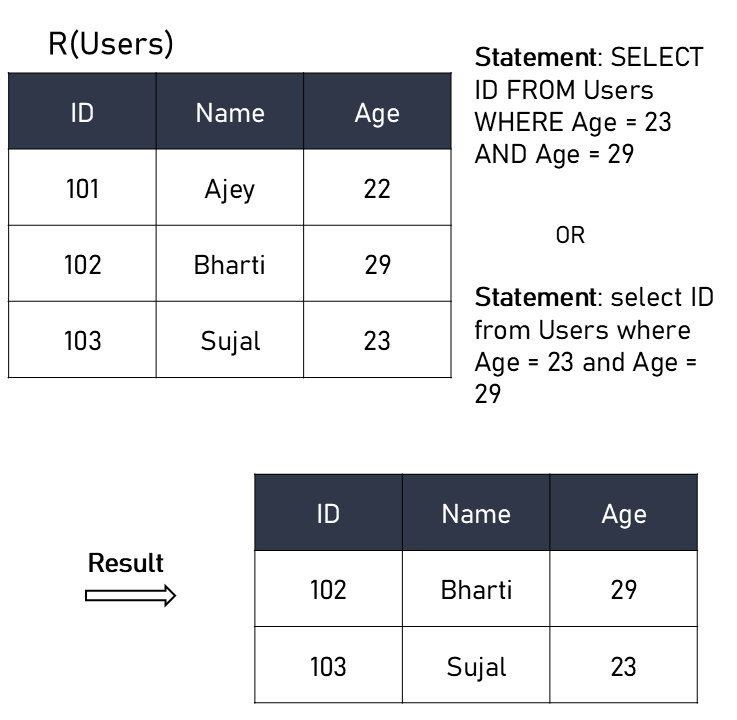 R(Users)
ID Name Age
101 Ajey 22
102 Bharti 29
103 Sujal 23
Statement: SELECT
ID FROM Users
WHERE Age = 23
AND Age = 29
OR
Statement: select ID
from Users where
Age = 23 and Age =
29
Result
ID Name Age
102 Bharti 29
103 Sujal 23